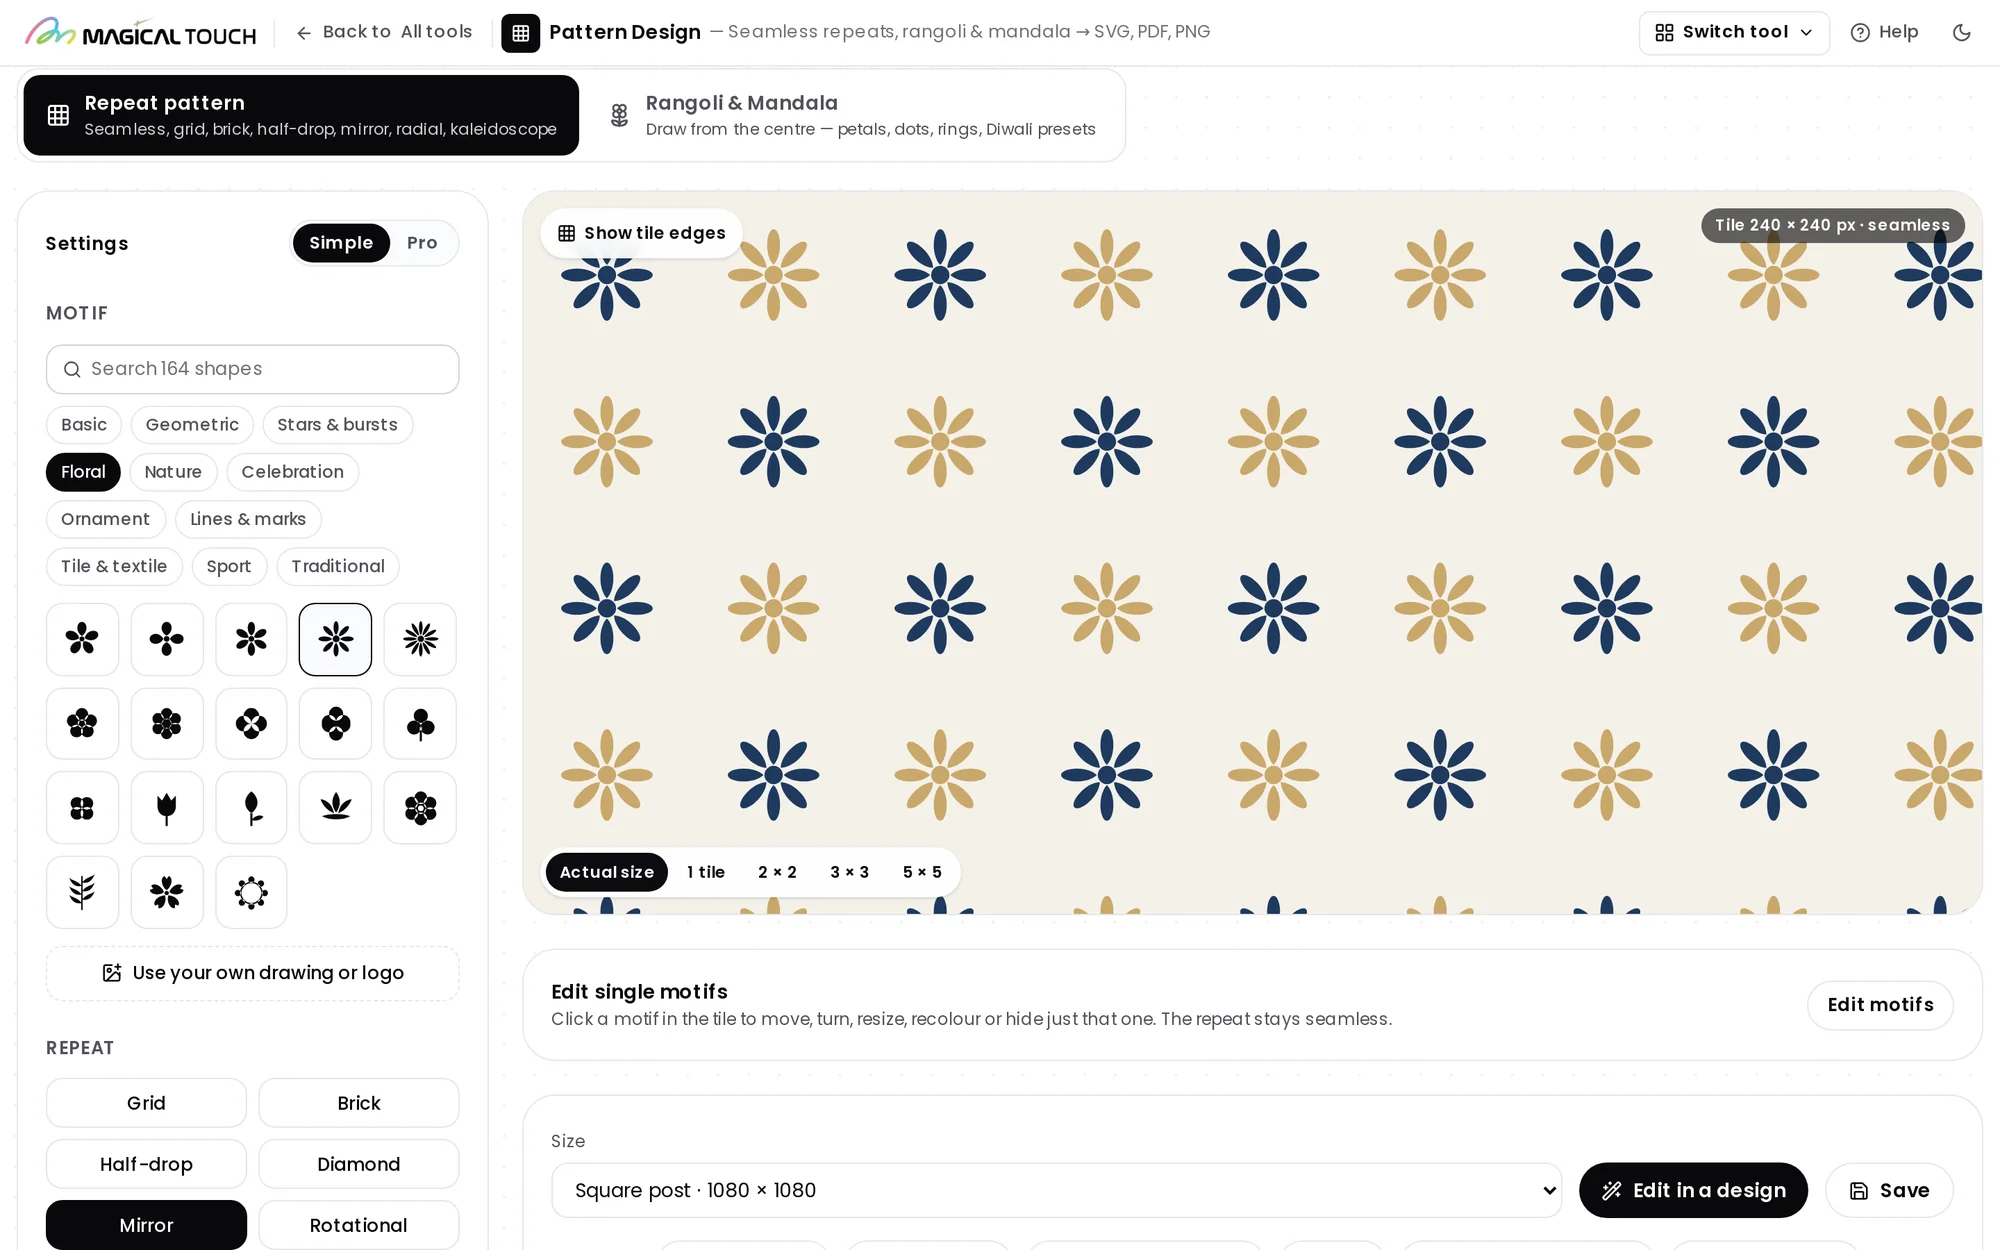 MAGICAL TOUCH
Back to All tools
Pattern Design — Seamless repeats, rangoli & mandala → SVG, PDF, PNG
Switch tool
Help
Repeat pattern
Seamless, grid, brick, half-drop, mirror, radial, kaleidoscope
Rangoli & Mandala
Draw from the centre — petals, dots, rings, Diwali presets
Settings
Simple
Pro
MOTIF
Search 164 shapes
Basic
Geometric
Stars & bursts
Floral
Nature
Celebration
Ornament
Lines & marks
Tile & textile
Sport
Traditional
Use your own drawing or logo
REPEAT
Grid
Brick
Half-drop
Diamond
Mirror
Rotational
Show tile edges
Tile 240 × 240 px · seamless
Actual size
1 tile
2 × 2
3 × 3
5 × 5
Edit single motifs
Click a motif in the tile to move, turn, resize, recolour or hide just that one. The repeat stays seamless.
Edit motifs
Size
Square post · 1080 × 1080
Edit in a design
Save